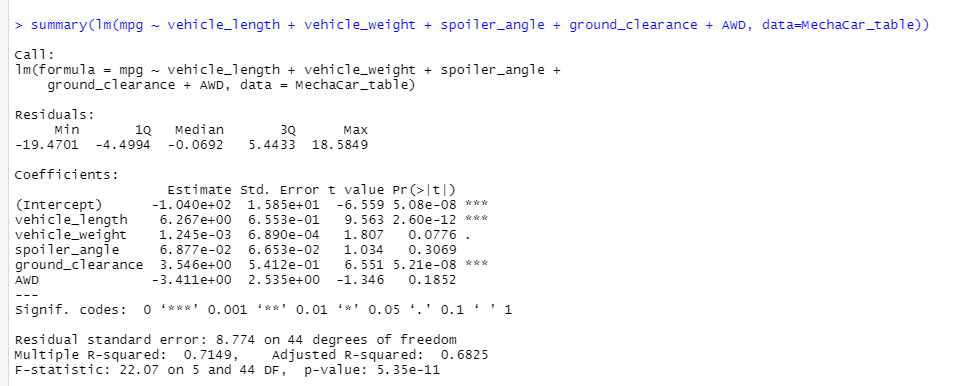 > summary(lm(mpg ~ vehicle_length + vehicle_weight + spoiler_angle + ground_clearance + AWD, data=MechaCar_table))
Call:
lm(formula = mpg ~ vehicle_length + vehicle_weight + spoiler_angle +
    ground_clearance + AWD, data = MechaCar_table)
Residuals:
     Min       1Q   Median       3Q      Max
-19.4701  -4.4994  -0.0692   5.4433  18.5849
Coefficients:
                   Estimate Std. Error t value Pr(>|t|)
(Intercept)      -1.040e+02  1.585e+01  -6.559 5.08e-08 ***
vehicle_length    6.267e+00  6.553e-01   9.563 2.60e-12 ***
vehicle_weight    1.245e-03  6.890e-04   1.807   0.0776 .
spoiler_angle     6.877e-02  6.653e-02   1.034   0.3069
ground_clearance  3.546e+00  5.412e-01   6.551 5.21e-08 ***
AWD              -3.411e+00  2.535e+00  -1.346   0.1852
---
Signif. codes:  0 ‘***’ 0.001 ‘**’ 0.01 ‘*’ 0.05 ‘.’ 0.1 ‘ ’ 1
Residual standard error: 8.774 on 44 degrees of freedom
Multiple R-squared:  0.7149,    Adjusted R-squared:  0.6825
F-statistic: 22.07 on 5 and 44 DF,  p-value: 5.35e-11